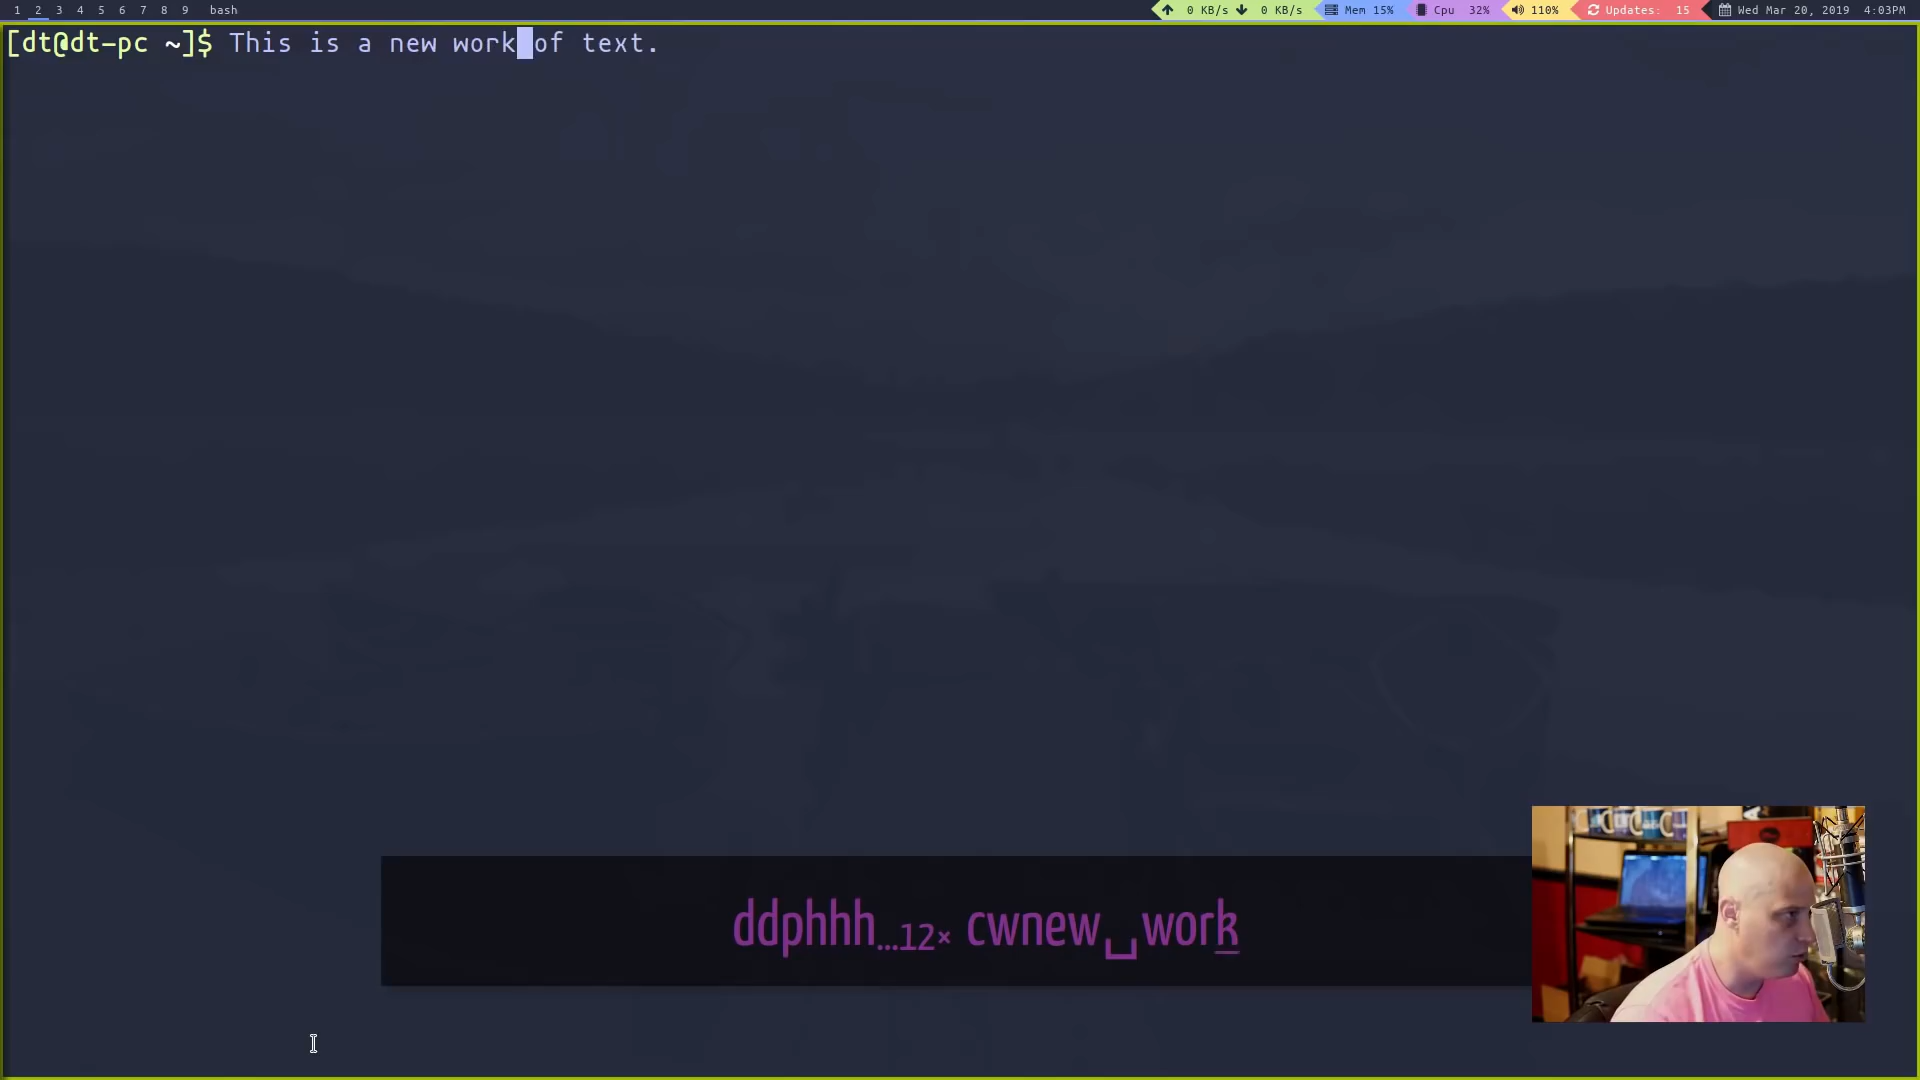 1 2 3 4 5 6 7 8 9 bash 0 KB/s 0 KB/s Mem 15% Cpu 32% 110% Updates: 15 Wed Mar 20, 2019 4:03PM
[dt@dt-pc ~]$ This is a new work of text.
ddphhh…12× cwnew␣work